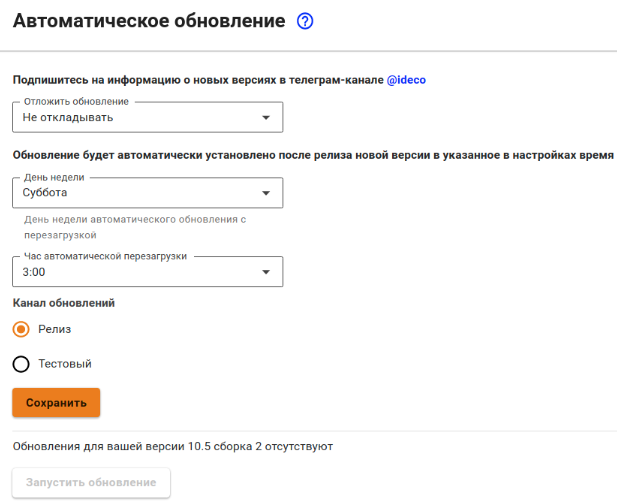 Автоматическое обновление
Подпишитесь на информацию о новых версиях в телеграм-канале @ideco
Отложить обновление
Не откладывать
Обновление будет автоматически установлено после релиза новой версии в указанное в настройках время
День недели
Суббота
День недели автоматического обновления с
перезагрузкой
Час автоматической перезагрузки
3:00
Канал обновлений
Релиз
Тестовый
Сохранить
Обновления для вашей версии 10.5 сборка 2 отсутствуют
Запустить обновление